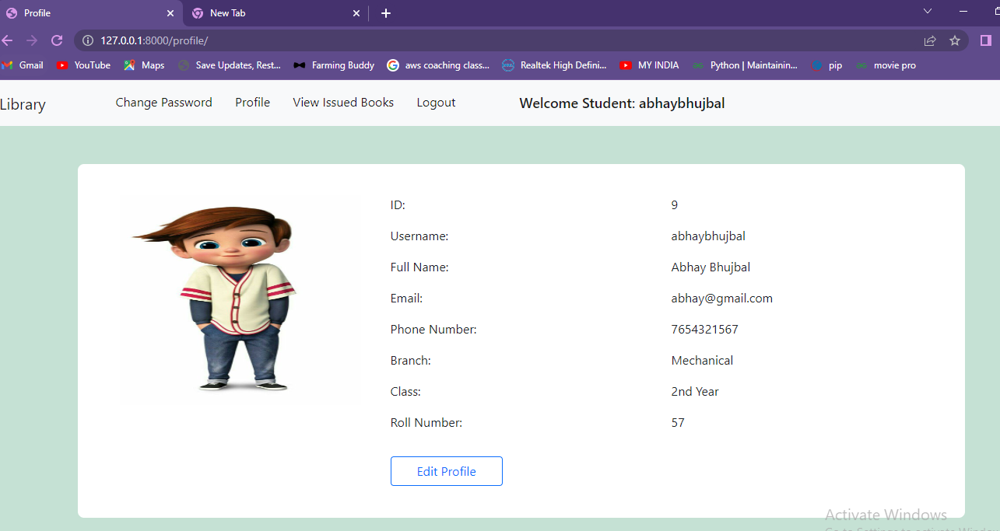 Profile
New Tab
127.0.0.1:8000/profile/
Gmail YouTube Maps Save Updates, Rest... Farming Buddy aws coaching class... Realtek High Defini... MY INDIA Python | Maintainin... pip movie pro
Library Change Password Profile View Issued Books Logout Welcome Student: abhaybhujbal
ID: 9
Username: abhaybhujbal
Full Name: Abhay Bhujbal
Email: abhay@gmail.com
Phone Number: 7654321567
Branch: Mechanical
Class: 2nd Year
Roll Number: 57
Edit Profile
Activate Windows